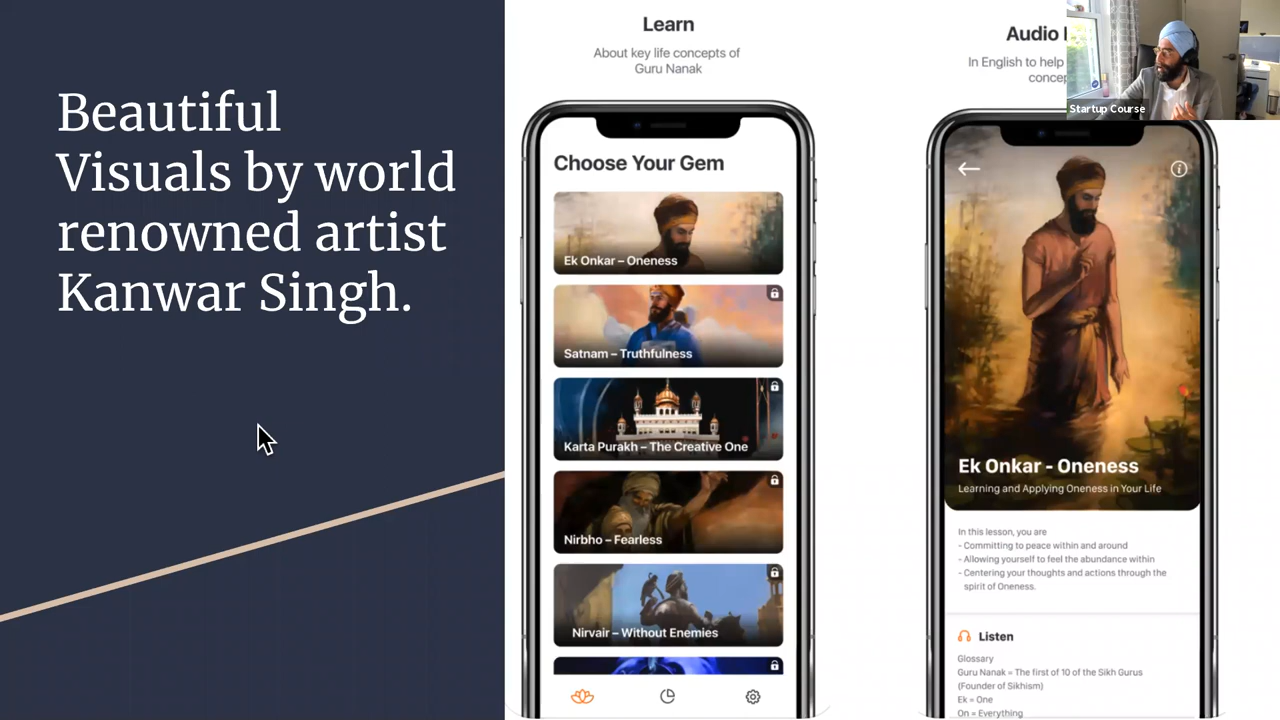 Beautiful
Visuals by world
renowned artist
Kanwar Singh.
Learn
About key life concepts of
Guru Nanak
Choose Your Gem
Ek Onkar – Oneness
Satnam – Truthfulness
Karta Purakh – The Creative One
Nirbho – Fearless
Nirvair – Without Enemies
Audio
In English to help
Startup Course
Ek Onkar - Oneness
Learning and Applying Oneness in Your Life
In this lesson, you are
- Committing to peace within and around
- Allowing yourself to feel the abundance within
- Centering your thoughts and actions through the
spirit of Oneness.
Listen
Glossary
Guru Nanak = The first of 10 of the Sikh Gurus
(Founder of Sikhism)
Ek = One
On = Everything